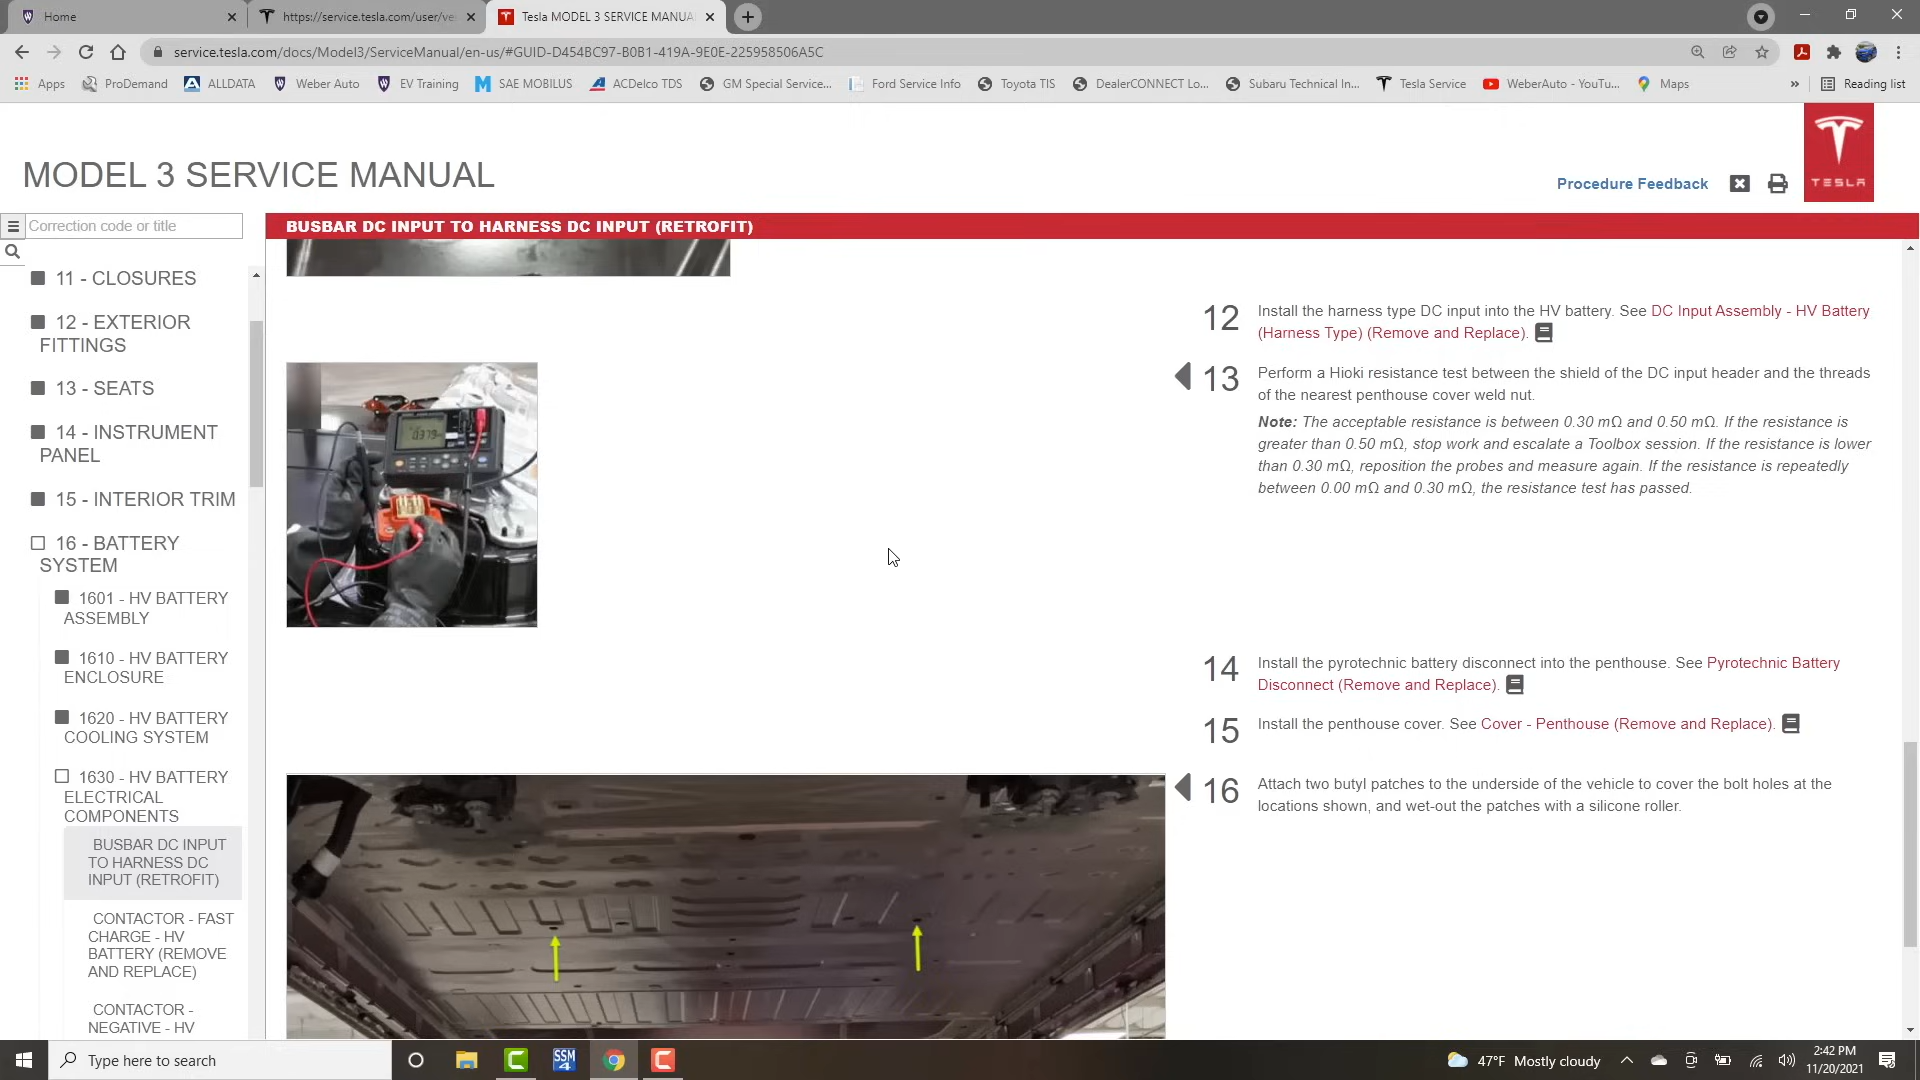 Home
https://service.tesla.com/user/ve
Tesla MODEL 3 SERVICE MANUA
service.tesla.com/docs/Model3/ServiceManual/en-us/#GUID-D454BC97-B0B1-419A-9E0E-225958506A5C
Apps
ProDemand
ALLDATA
Weber Auto
EV Training
SAE MOBILUS
ACDelco TDS
GM Special Service...
Ford Service Info
Toyota TIS
DealerCONNECT Lo...
Subaru Technical In...
Tesla Service
WeberAuto - YouTu...
Maps
»
Reading list
TESLA
MODEL 3 SERVICE MANUAL
Procedure Feedback
Correction code or title
BUSBAR DC INPUT TO HARNESS DC INPUT (RETROFIT)
11 - CLOSURES
12 - EXTERIOR
FITTINGS
13 - SEATS
14 - INSTRUMENT
PANEL
15 - INTERIOR TRIM
16 - BATTERY
SYSTEM
1601 - HV BATTERY
ASSEMBLY
1610 - HV BATTERY
ENCLOSURE
1620 - HV BATTERY
COOLING SYSTEM
1630 - HV BATTERY
ELECTRICAL
COMPONENTS
BUSBAR DC INPUT
TO HARNESS DC
INPUT (RETROFIT)
CONTACTOR - FAST
CHARGE - HV
BATTERY (REMOVE
AND REPLACE)
CONTACTOR -
NEGATIVE - HV
12 Install the harness type DC input into the HV battery. See DC Input Assembly - HV Battery
(Harness Type) (Remove and Replace).
13 Perform a Hioki resistance test between the shield of the DC input header and the threads
of the nearest penthouse cover weld nut.
Note: The acceptable resistance is between 0.30 mΩ and 0.50 mΩ. If the resistance is
greater than 0.50 mΩ, stop work and escalate a Toolbox session. If the resistance is lower
than 0.30 mΩ, reposition the probes and measure again. If the resistance is repeatedly
between 0.00 mΩ and 0.30 mΩ, the resistance test has passed.
0.379
14 Install the pyrotechnic battery disconnect into the penthouse. See Pyrotechnic Battery
Disconnect (Remove and Replace).
15 Install the penthouse cover. See Cover - Penthouse (Remove and Replace).
16 Attach two butyl patches to the underside of the vehicle to cover the bolt holes at the
locations shown, and wet-out the patches with a silicone roller.
Type here to search
SSM
4
47°F Mostly cloudy
2:42 PM
11/20/2021